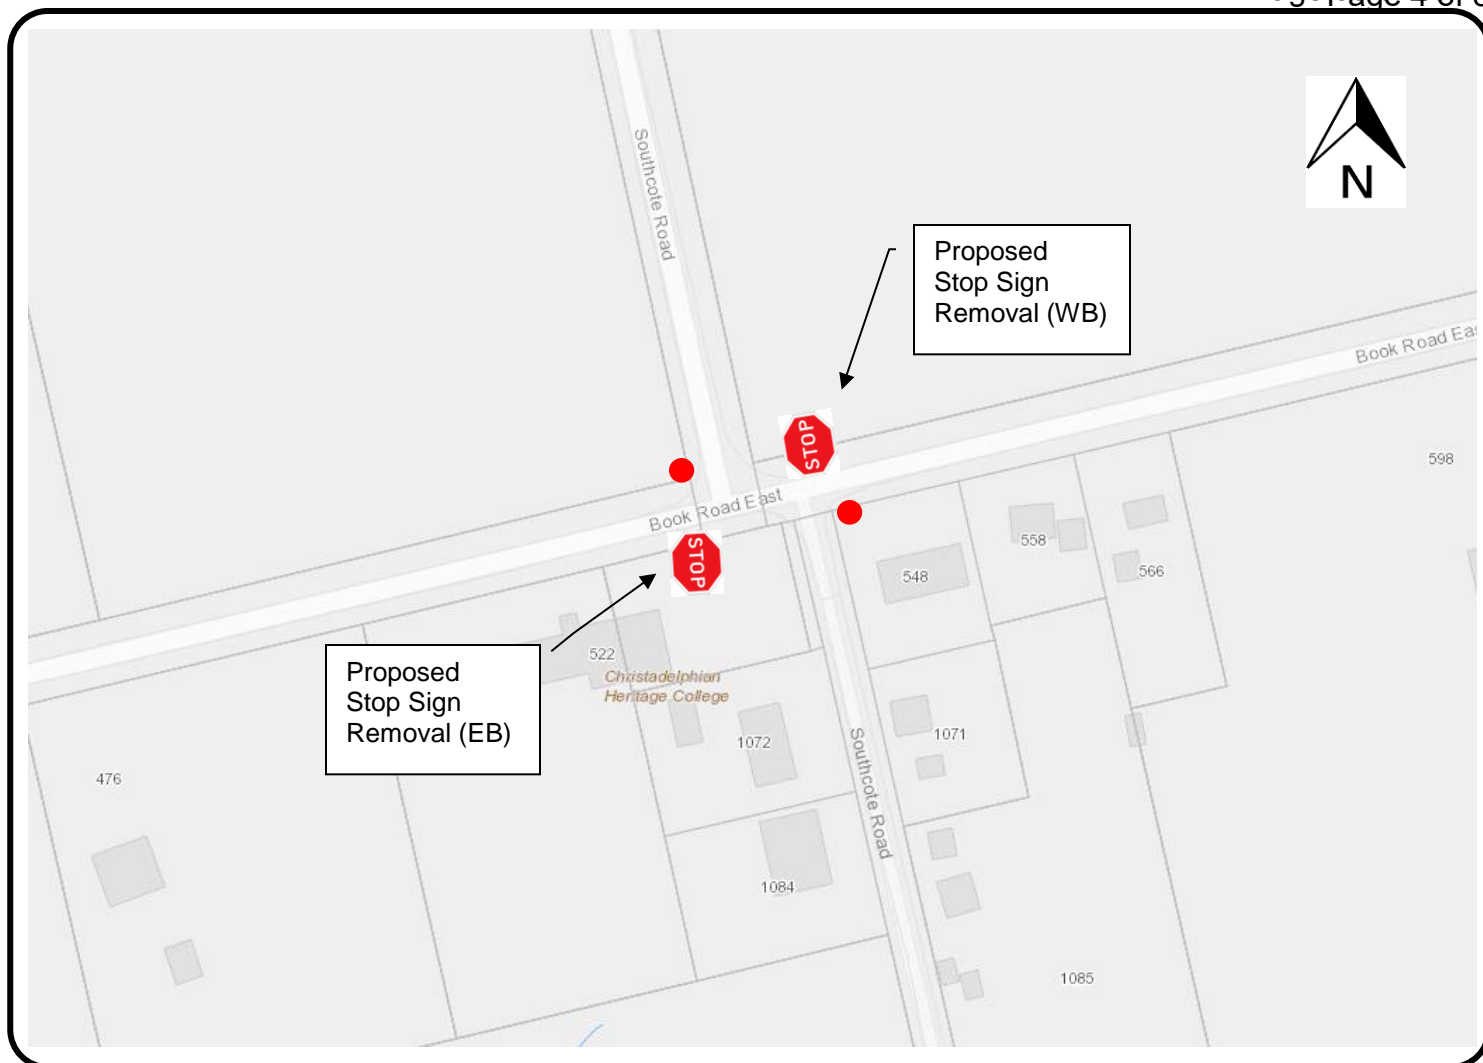 Southcote Road
N
Proposed
Stop Sign
Removal (WB)
Book Road Eas
STOP
598
Book Road East
STOP
558
548
566
522
Christadelphian
Heritage College
Proposed
Stop Sign
Removal (EB)
1072
1071
Southcote Road
476
1084
1085